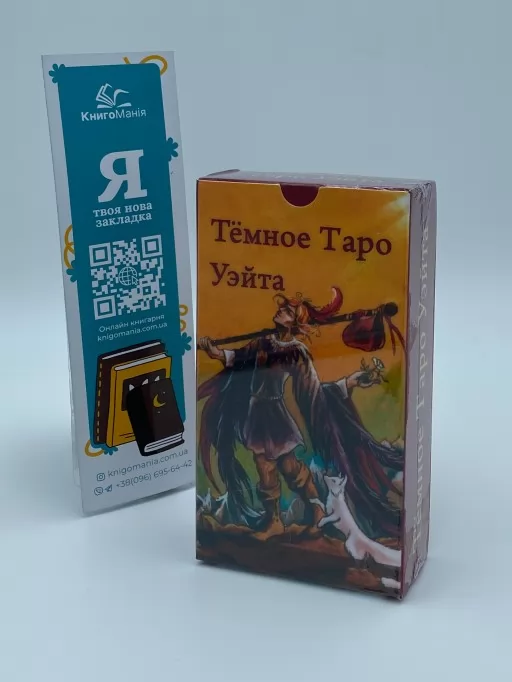 КнигоМанія
Я
твоя нова
закладка
Онлайн книгарня
knigomania.com.ua
knigomania.com.ua
+38(096) 695-64-42
Тёмное Таро
Уэйта
Тёмное Таро Уэйта